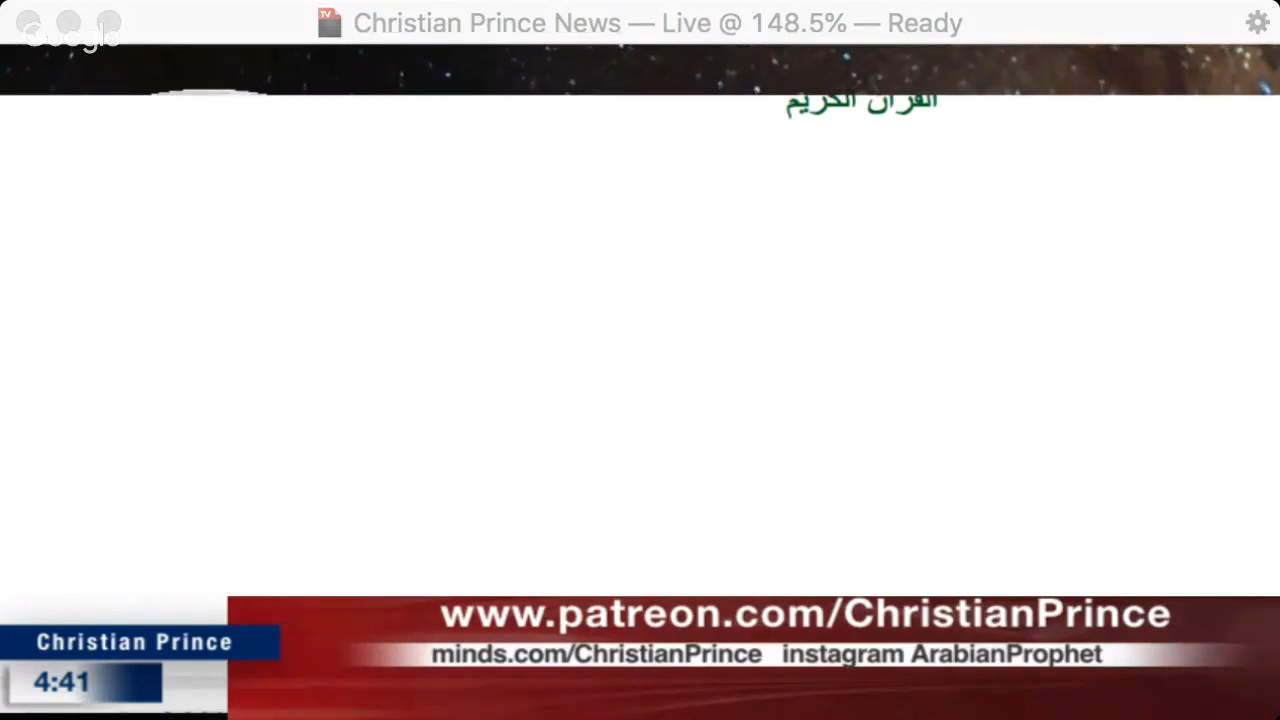 Christian Prince News — Live @ 148.5% — Ready
Google
القرآن الكريم
www.patreon.com/ChristianPrince
Christian Prince
minds.com/ChristianPrince instagram ArabianProphet
4:41